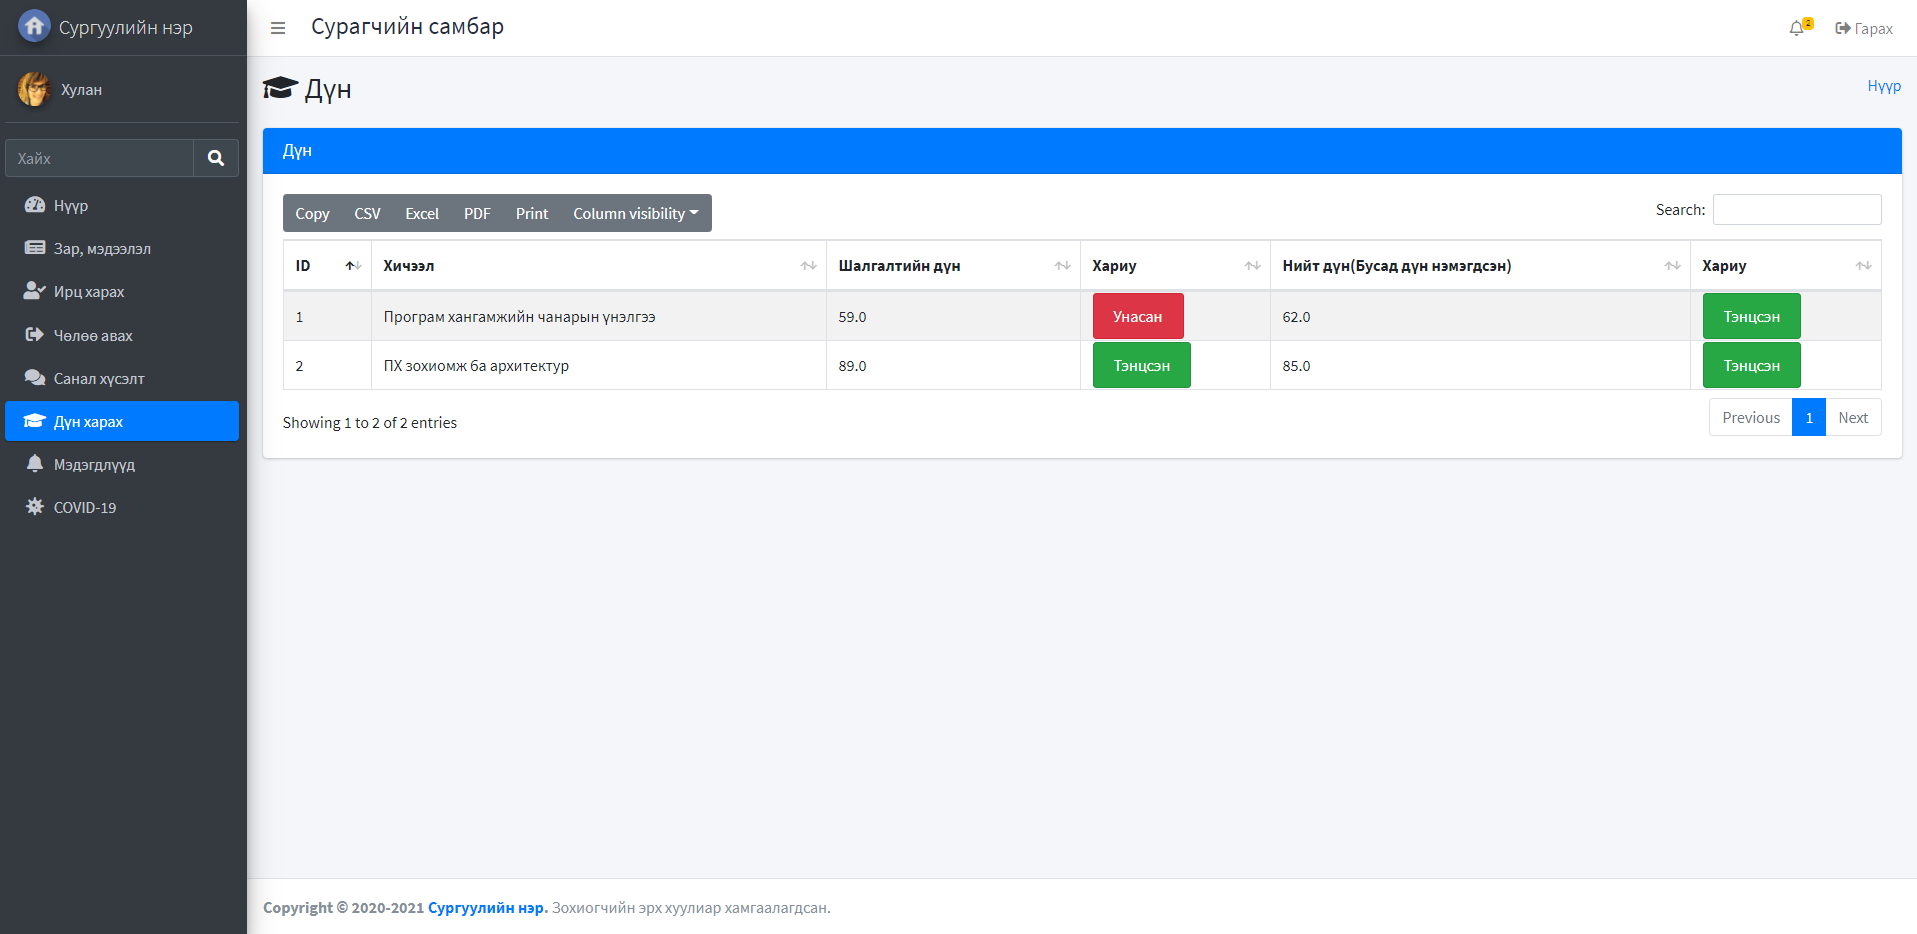 Сургуулийн нэр
Сурагчийн самбар
2
Гарах
Хулан
Хайх
Нүүр
Зар, мэдээлэл
Ирц харах
Чөлөө авах
Санал хүсэлт
Дүн харах
Мэдэгдлүүд
COVID-19
Дүн
Нүүр
Дүн
Copy CSV Excel PDF Print Column visibility
Search:
ID Хичээл Шалгалтийн дүн Хариу Нийт дүн(Бусад дүн нэмэгдсэн) Хариу
1 Програм хангамжийн чанарын үнэлгээ 59.0 Унасан 62.0 Тэнцсэн
2 ПХ зохиомж ба архитектур 89.0 Тэнцсэн 85.0 Тэнцсэн
Showing 1 to 2 of 2 entries
Previous 1 Next
Copyright © 2020-2021 Сургуулийн нэр. Зохиогчийн эрх хуулиар хамгаалагдсан.